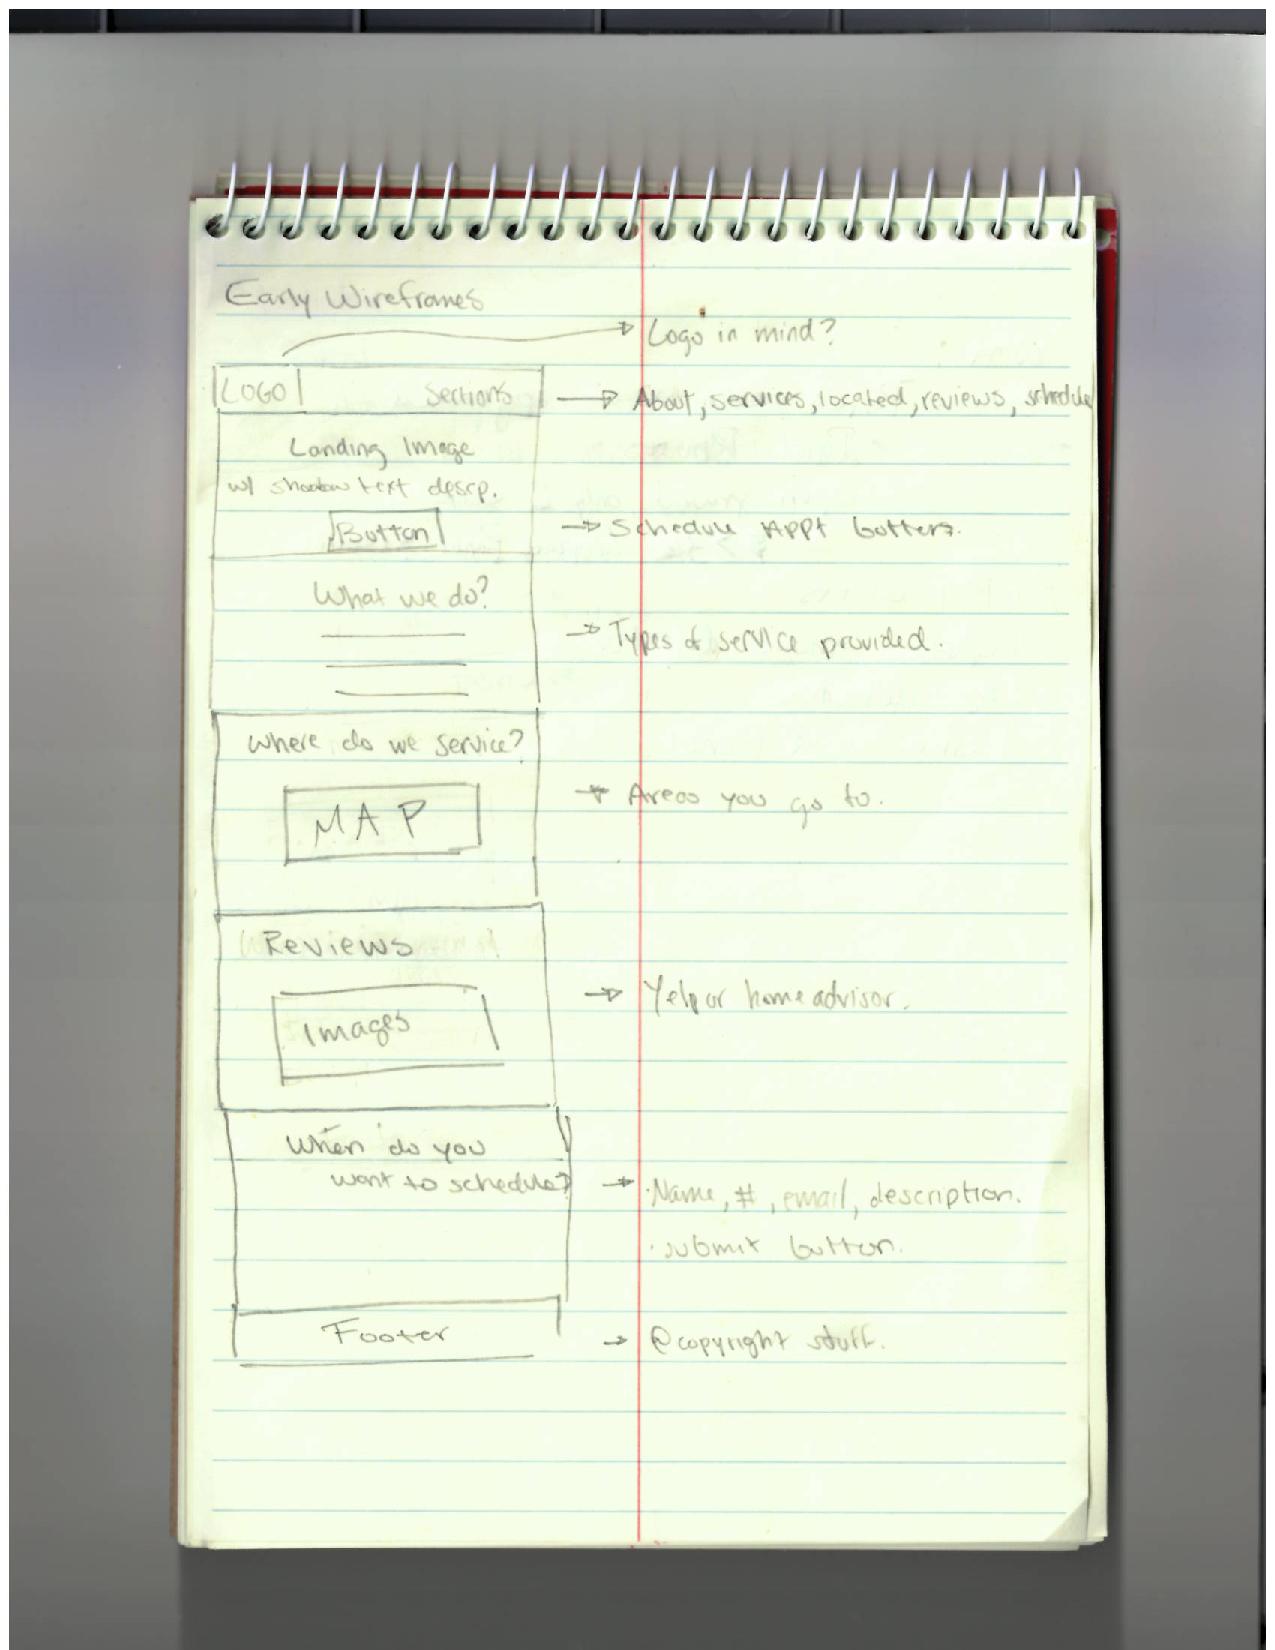 Early Wireframes
Logo in mind?
LOGO
Sections
About, services, located, reviews, schedule
Landing Image
w/ shadow text descp.
Button
Schedule APPt
What we do?
Types of service provided.
Where do we service?
MAP
Areas you go to.
Reviews
Images
Yelp or home advisor.
When do you
want to schedule?
· Name, #, email, description.
· submit button.
Footer
@copyright stuff.